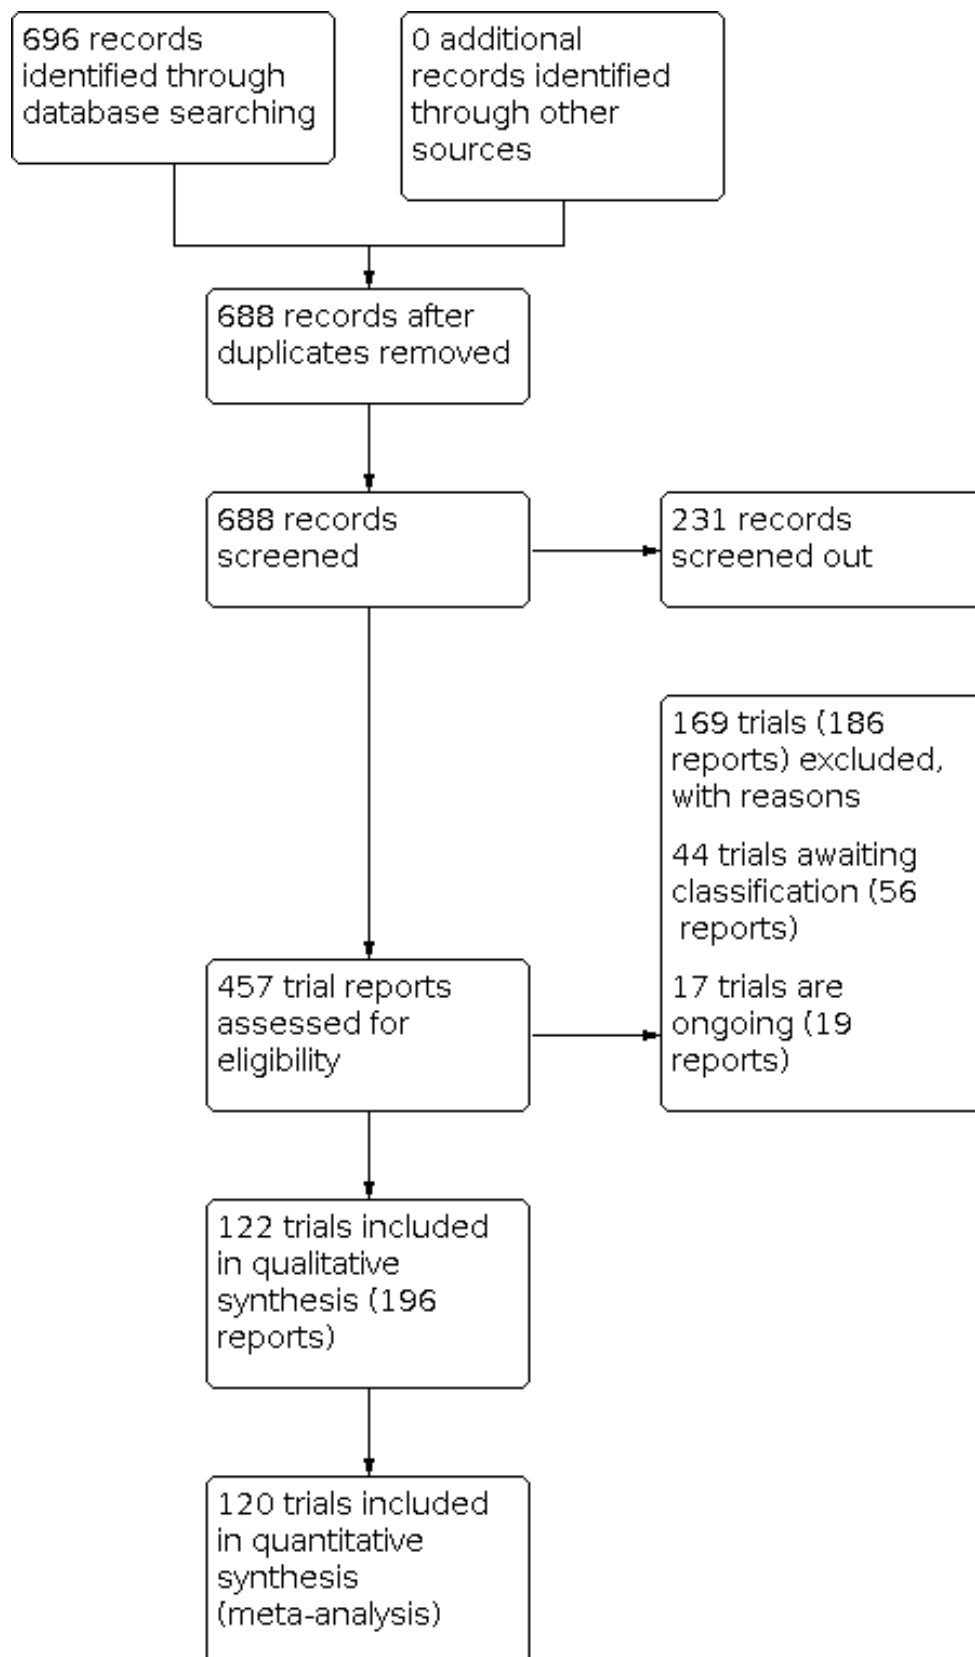 696 records
identified through
database searching
0 additional
records identified
through other
sources
688 records after
duplicates removed
688 records
screened
231 records
screened out
169 trials (186
reports) excluded,
with reasons
44 trials awaiting
classification (56
reports)
17 trials are
ongoing (19
reports)
457 trial reports
assessed for
eligibility
122 trials included
in qualitative
synthesis (196
reports)
120 trials included
in quantitative
synthesis
(meta-analysis)